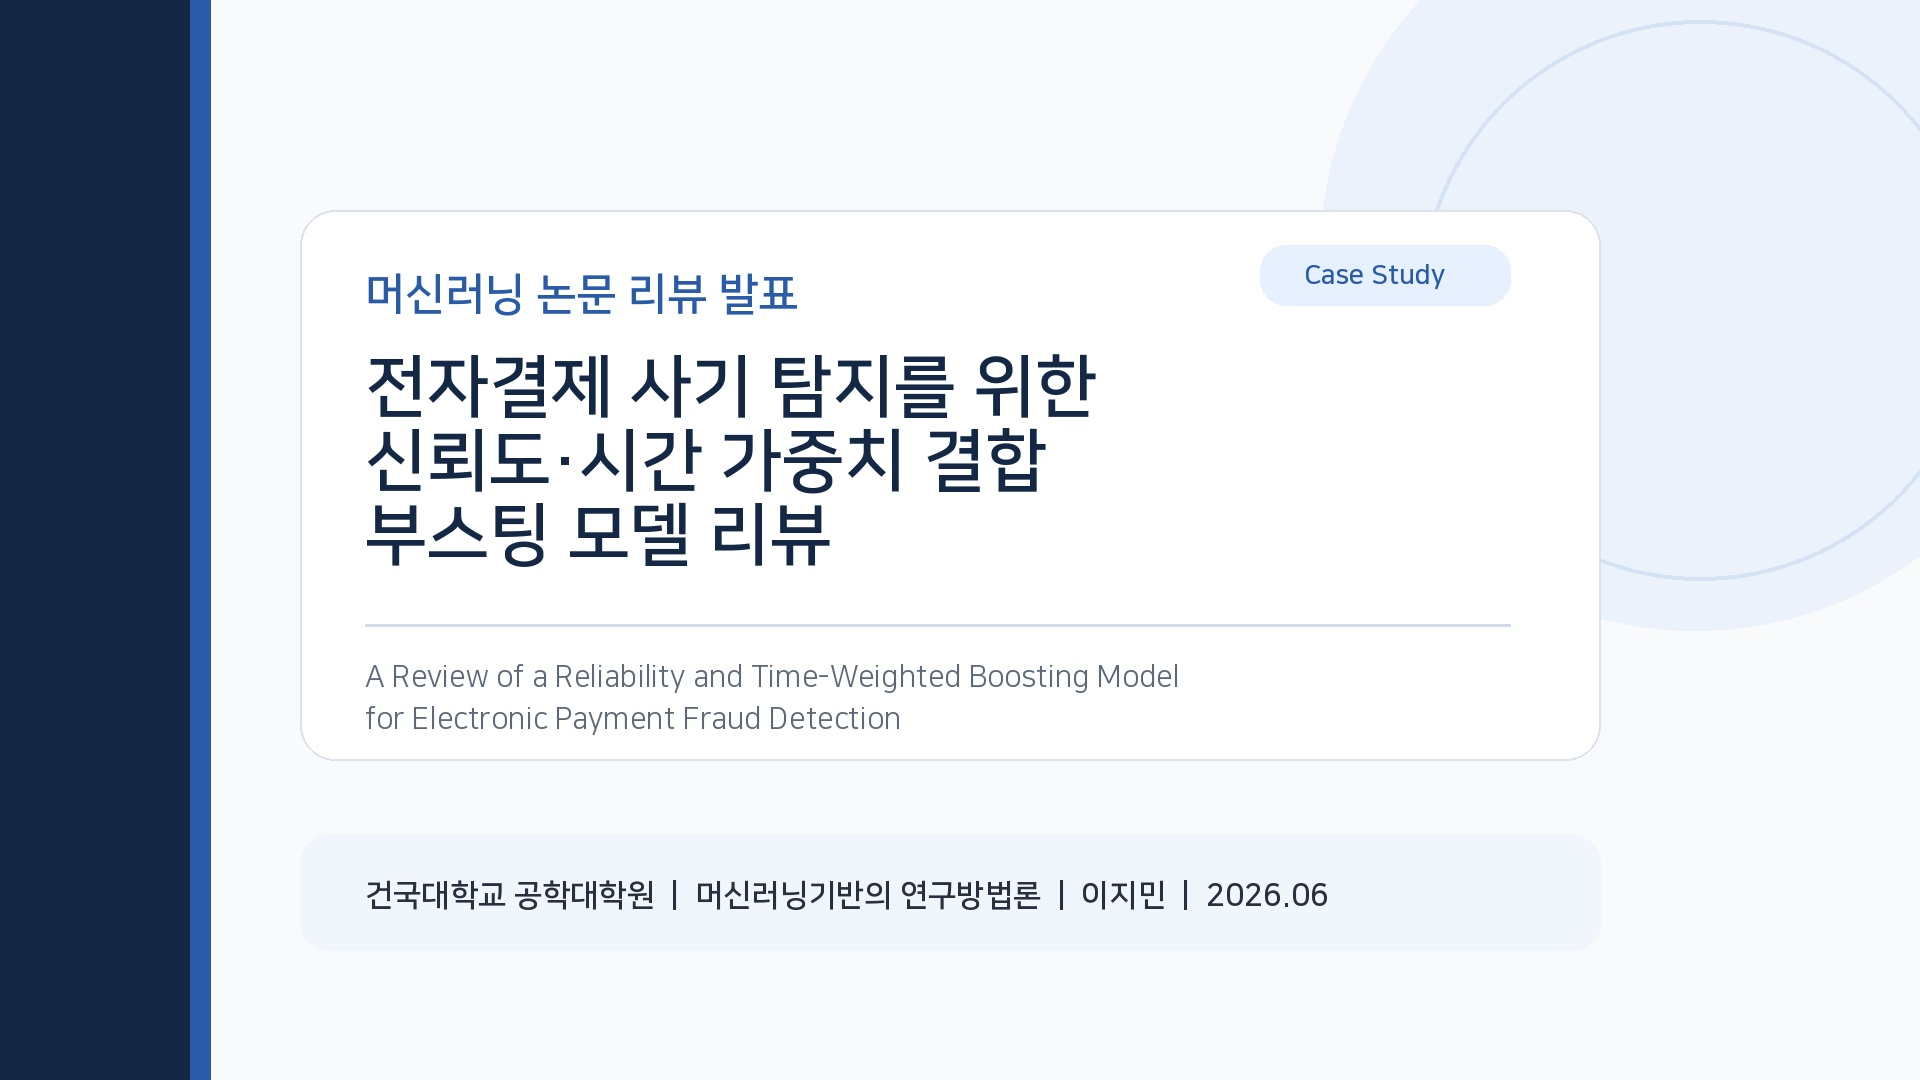 머신러닝 논문 리뷰 발표
Case Study
전자결제 사기 탐지를 위한
신뢰도·시간 가중치 결합
부스팅 모델 리뷰
A Review of a Reliability and Time-Weighted Boosting Model
for Electronic Payment Fraud Detection
건국대학교 공학대학원 | 머신러닝기반의 연구방법론 | 이지민 | 2026.06